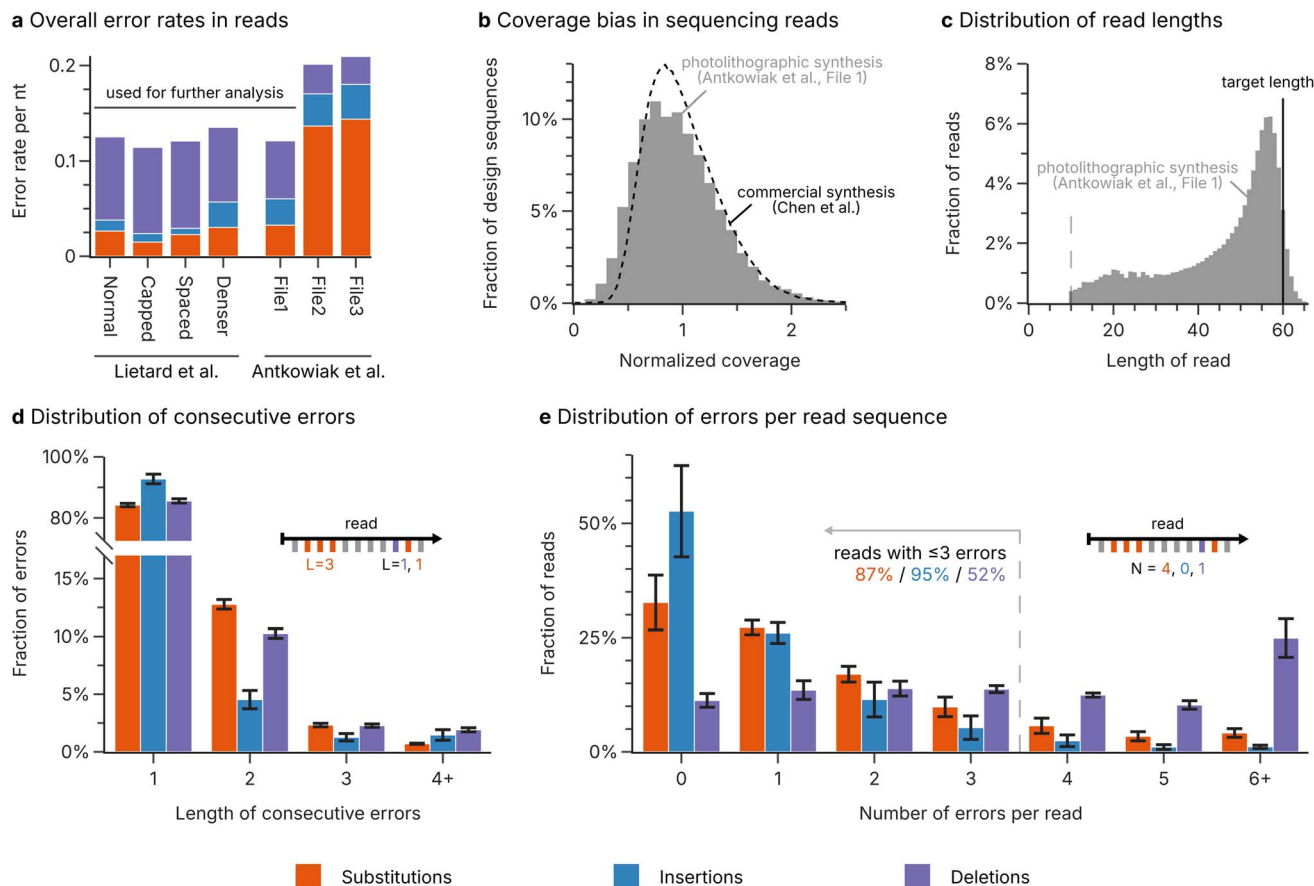 a Overall error rates in reads
Error rate per nt
0.2
0.1
0
used for further analysis
Normal
Capped
Spaced
Denser
File1
File2
File3
Lietard et al.
Antkowiak et al.
b Coverage bias in sequencing reads
Fraction of design sequences
10%
5%
0%
photolithographic synthesis
(Antkowiak et al., File 1)
commercial synthesis
(Chen et al.)
0
1
2
Normalized coverage
c Distribution of read lengths
Fraction of reads
8%
6%
4%
2%
0%
target length
photolithographic synthesis
(Antkowiak et al., File 1)
0
20
40
60
Length of read
d Distribution of consecutive errors
Fraction of errors
100%
80%
15%
10%
5%
0%
read
L=3
L=1, 1
1
2
3
4+
Length of consecutive errors
e Distribution of errors per read sequence
Fraction of reads
50%
25%
0%
reads with ≤3 errors
87% / 95% / 52%
read
N = 4, 0, 1
0
1
2
3
4
5
6+
Number of errors per read
Substitutions
Insertions
Deletions